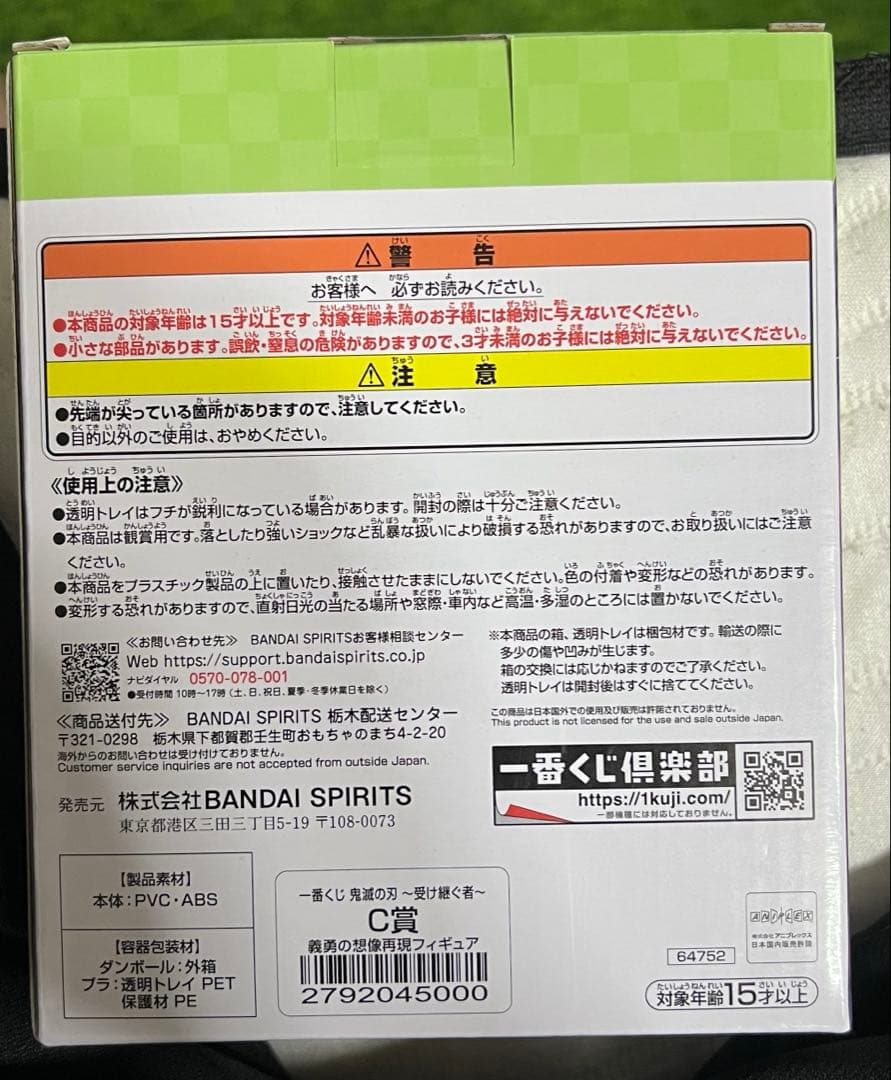 ⚠警告
お客様へ 必ずお読みください。
●本商品の対象年齢は15才以上です。対象年齢未満のお子様には絶対に与えないでください。
●小さな部品があります。誤飲・窒息の危険がありますので、3才未満のお子様には絶対に与えないでください。
⚠注意
●先端が尖っている箇所がありますので、注意してください。
●目的以外のご使用は、おやめください。
《使用上の注意》
●透明トレイはフチが鋭利になっている場合があります。開封の際は十分ご注意ください。
●本商品は観賞用です。落としたり強いショックなど乱暴な扱いにより破損する恐れがありますので、お取り扱いにはご注意
ください。
●本商品をプラスチック製品の上に置いたり、接触させたままにしないでください。色の付着や変形などの恐れがあります。
●変形する恐れがありますので、直射日光の当たる場所や窓際・車内など高温・多湿のところには置かないでください。
≪お問い合わせ先≫ BANDAI SPIRITSお客様相談センター
Web https://support.bandaispirits.co.jp
ナビダイヤル 0570-078-001
●受付時間 10時〜17時(土、日、祝日、夏季・冬季休業日を除く)
≪商品送付先≫ BANDAI SPIRITS 栃木配送センター
〒321-0298 栃木県下都賀郡壬生町おもちゃのまち4-2-20
海外からのお問い合わせは受け付けておりません。
Customer service inquiries are not accepted from outside Japan.
発売元 株式会社BANDAI SPIRITS
東京都港区三田三丁目5-19 〒108-0073
※本商品の箱、透明トレイは梱包材です。輸送の際に
多少の傷や凹みが生じます。
箱の交換には応じかねますのでご了承ください。
透明トレイは開封後はすぐに捨ててください。
この商品は日本国外での使用及び販売は許諾されておりません。
This product is not licensed for the use and sale outside Japan.
一番くじ倶楽部
https://1kuji.com/
一部機種には対応しておりません。
【製品素材】
本体:PVC・ABS
【容器包装材】
ダンボール:外箱
プラ:透明トレイ PET
保護材 PE
一番くじ 鬼滅の刃 〜受け継ぐ者〜
C賞
義勇の想像再現フィギュア
2792045000
ANIPLEX
株式会社アニプレックス
日本国内販売許諾
64752
対象年齢15才以上